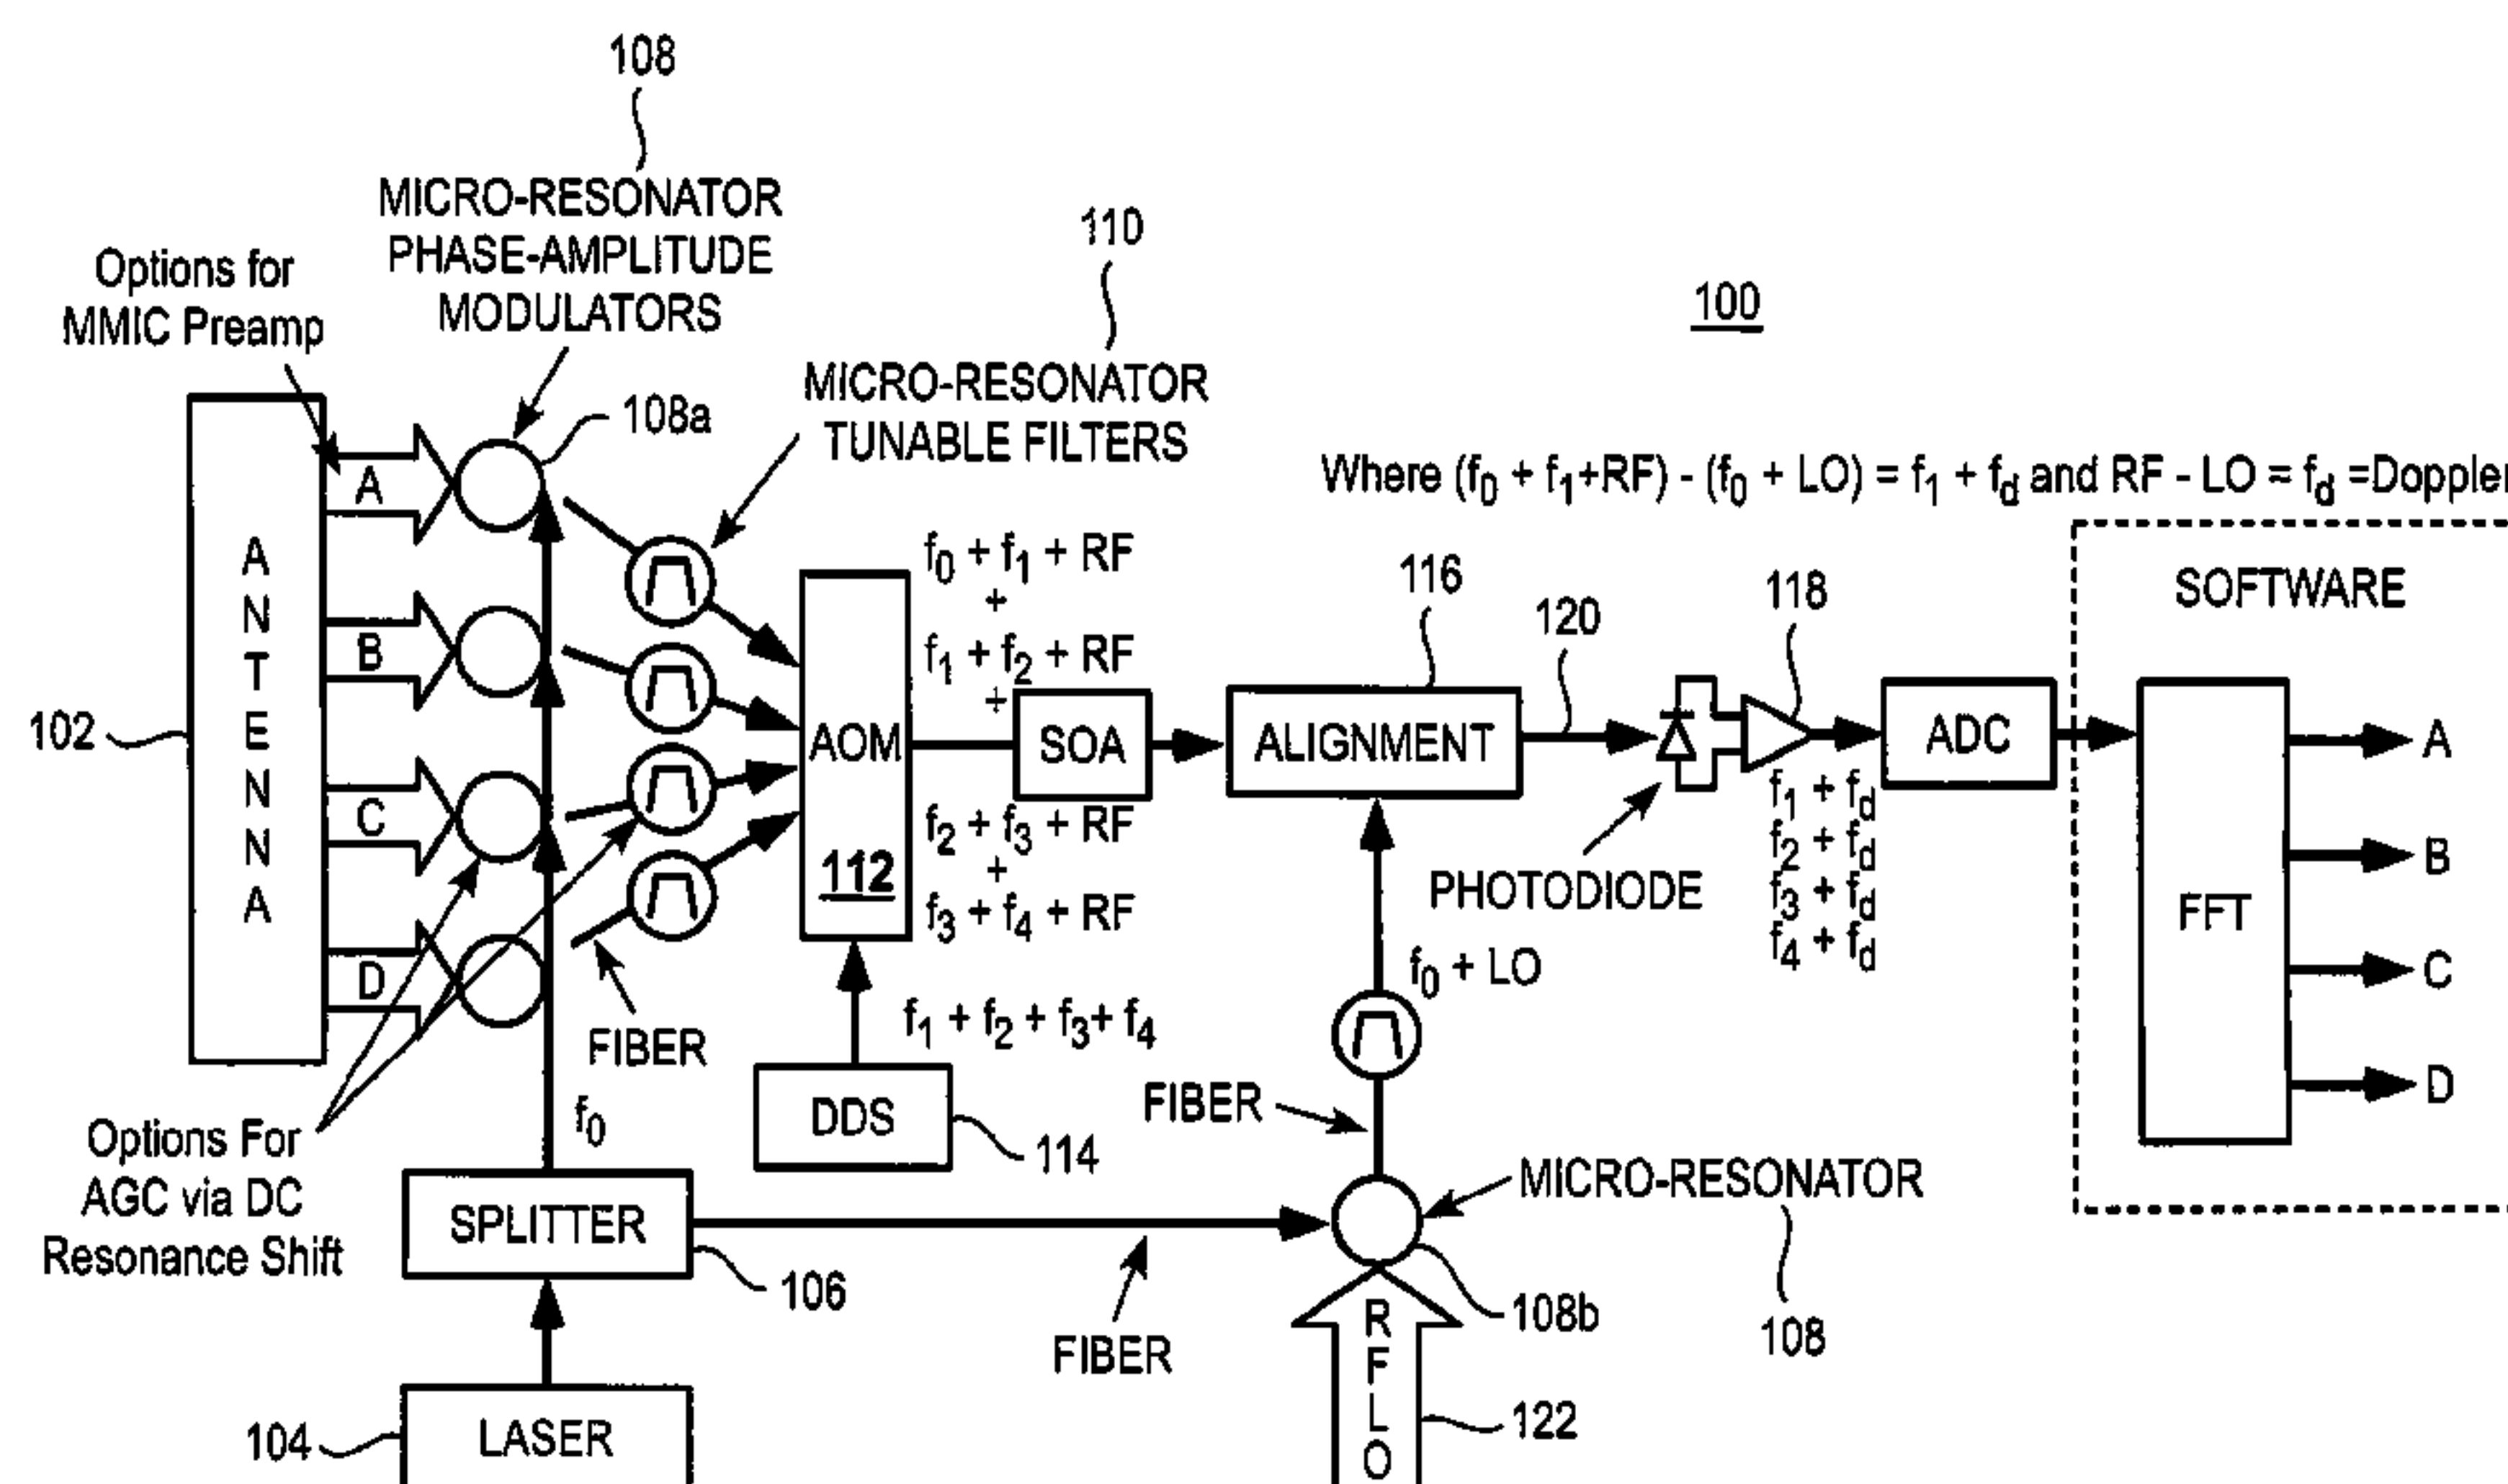 108
MICRO-RESONATOR
PHASE-AMPLITUDE
MODULATORS
Options for
MMIC Preamp
110
MICRO-RESONATOR
TUNABLE FILTERS
100
108a
Where (f0 + f1+RF) - (f0 + LO) = f1 + fd and RF - LO = fd =Doppler
102
ANTENNA
A
B
C
D
f0 + f1 + RF
+
f1 + f2 + RF
+
AOM
112
f2 + f3 + RF
+
f3 + f4 + RF
SOA
116
ALIGNMENT
120
118
PHOTODIODE
f1 + fd
f2 + fd
f3 + fd
f4 + fd
ADC
SOFTWARE
FFT
A
B
C
D
FIBER
f1 + f2 + f3+ f4
DDS
114
f0 + LO
FIBER
Options For
AGC via DC
Resonance Shift
f0
SPLITTER
106
FIBER
MICRO-RESONATOR
108
108b
RF LO
122
104
LASER